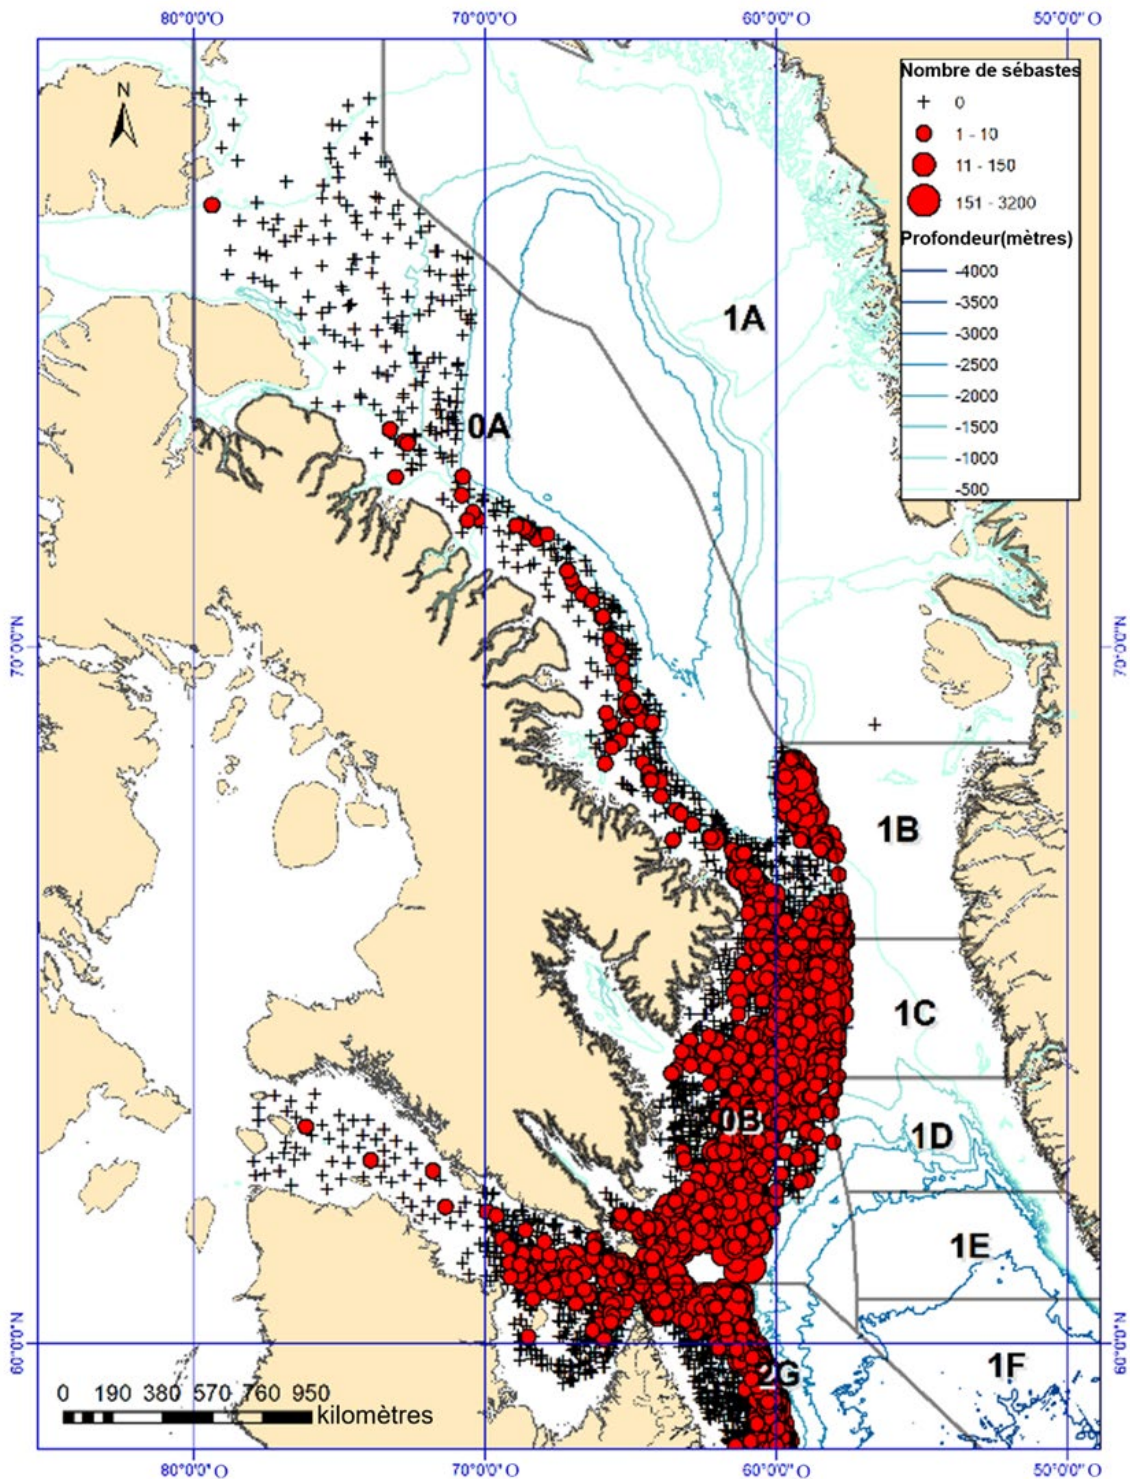 80°0'0"O 70°0'0"O 60°0'0"O 50°0'0"O
N
Nombre de sébastes
0
1 - 10
11 - 150
151 - 3200
Profondeur(mètres)
-4000
-3500
-3000
-2500
-2000
-1500
-1000
-500
1A
0A
70°0'0"N 70°0'0"N
1B
1C
0B
1D
1E
60°0'0"N 60°0'0"N
1F
2G
0 190 380 570 760 950
kilomètres
80°0'0"O 70°0'0"O 60°0'0"O 50°0'0"O